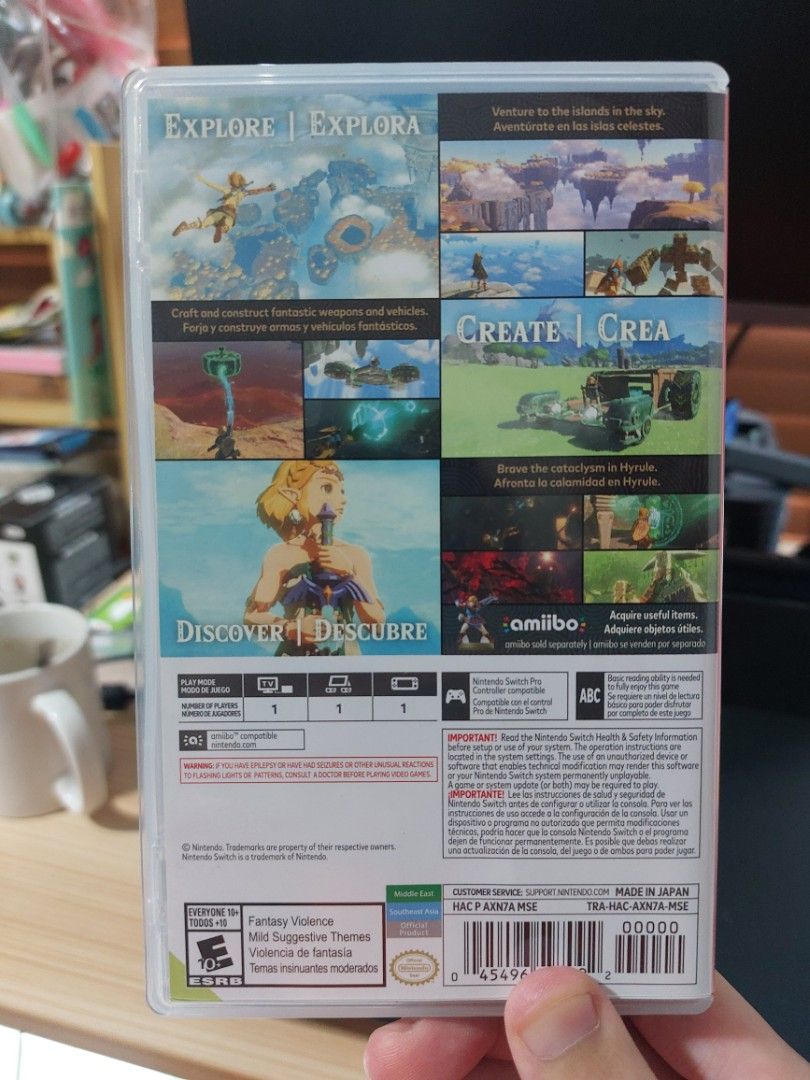 EXPLORE | EXPLORA
Venture to the islands in the sky.
Aventúrate en las islas celestes.
Craft and construct fantastic weapons and vehicles.
Forja y construye armas y vehículos fantásticos.
CREATE | CREA
Brave the cataclysm in Hyrule.
Afronta la calamidad en Hyrule.
DISCOVER | DESCUBRE
amiibo
Acquire useful items.
Adquiere objetos útiles.
amiibo sold separately | amiibo se venden por separado
PLAY MODE
MODO DE JUEGO
TV
NUMBER OF PLAYERS
NÚMERO DE JUGADORES
1 1 1
Nintendo Switch Pro
Controller compatible
Compatible con el control
Pro de Nintendo Switch
ABC
Basic reading ability is needed
to fully enjoy this game
Se requiere un nivel de lectura
básico para poder disfrutar
por completo de este juego
amiibo™ compatible
nintendo.com
WARNING: IF YOU HAVE EPILEPSY OR HAVE HAD SEIZURES OR OTHER UNUSUAL REACTIONS
TO FLASHING LIGHTS OR PATTERNS, CONSULT A DOCTOR BEFORE PLAYING VIDEO GAMES.
IMPORTANT! Read the Nintendo Switch Health & Safety Information
before setup or use of your system. The operation instructions are
located in the system settings. The use of an unauthorized device or
software that enables technical modification may render this software
or your Nintendo Switch system permanently unplayable.
A game or system update (or both) may be required to play.
¡IMPORTANTE! Lee las instrucciones de salud y seguridad de
Nintendo Switch antes de configurar o utilizar la consola. Para ver las
instrucciones de uso accede a la configuración de la consola. Usar un
dispositivo o programa no autorizado que permita modificaciones
técnicas, podría hacer que la consola Nintendo Switch o el programa
dejen de funcionar permanentemente. Es posible que debas realizar
una actualización de la consola, del juego o de ambos para poder jugar.
© Nintendo. Trademarks are property of their respective owners.
Nintendo Switch is a trademark of Nintendo.
EVERYONE 10+
TODOS +10
E
10+
ESRB
Fantasy Violence
Mild Suggestive Themes
Violencia de fantasía
Temas insinuantes moderados
Middle East
Southeast Asia
Official
Product
Official
Nintendo
Seal
CUSTOMER SERVICE: SUPPORT.NINTENDO.COM MADE IN JAPAN
HAC P AXN7A MSE TRA-HAC-AXN7A-MSE
00000
0 45496 2